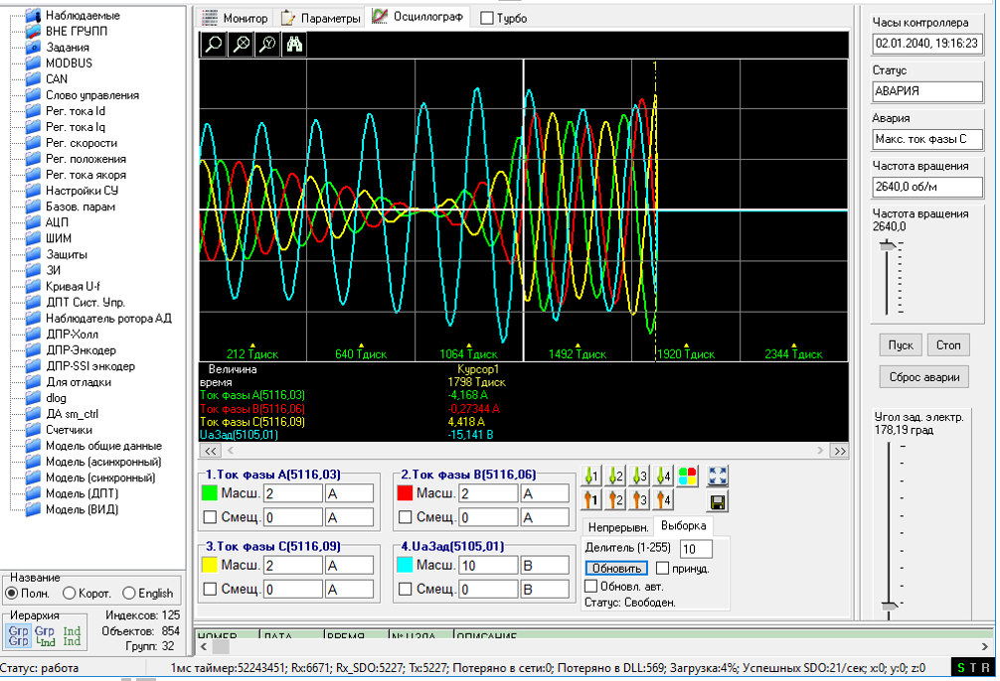 Наблюдаемые
ВНЕ ГРУПП
Задания
MODBUS
CAN
Слово управления
Рег. тока Id
Рег. тока Iq
Рег. скорости
Рег. положения
Рег. тока якоря
Настройки СУ
Базов. парам
АЦП
ШИМ
Защиты
ЗИ
Кривая U-f
ДПТ Сист. Упр.
Наблюдатель ротора АД
ДПР-Холл
ДПР-Энкодер
ДПР-SSI энкодер
Для отладки
dlog
ДА sm_ctrl
Счетчики
Модель общие данные
Модель (асинхронный)
Модель (синхронный)
Модель (ДПТ)
Модель (ВИД)
Название
Полн. Корот. English
Иерархия
Grp Grp Ind
Grp Ind Ind
Индексов: 125
Объектов: 854
Групп: 32
Монитор Параметры Осциллограф Турбо
1
212 Tдиск 640 Tдиск 1064 Tдиск 1492 Tдиск 1920 Tдиск 2344 Tдиск
Величина Курсор1
время 1798 Tдиск
Ток фазы A(5116,03) -4,168 A
Ток фазы B(5116,06) -0,27344 A
Ток фазы C(5116,09) 4,418 A
UaЗад(5105,01) -15,141 В
<< < > >>
1.Ток фазы A(5116,03)
Масш. 2 A
Смещ. 0 A
2.Ток фазы B(5116,06)
Масш. 2 A
Смещ. 0 A
3.Ток фазы C(5116,09)
Масш. 2 A
Смещ. 0 A
4.UaЗад(5105,01)
Масш. 10 В
Смещ. 0 В
1 2 3 4
1 2 3 4
Непрерывн. Выборка
Делитель (1-255) 10
Обновить принуд.
Обновл. авт.
Статус: Свободен.
НОМЕР ДАТА ВРЕМЯ № УЗЛА ОПИСАНИЕ
Часы контроллера
02.01.2040, 19:16:23
Статус
АВАРИЯ
Авария
Макс. ток фазы C
Частота вращения
2640,0 об/м
Частота вращения
2640,0
Пуск Стоп
Сброс аварии
Угол зад. электр.
178,19 град
Статус: работа
1мс таймер:52243451; Rx:6671; Rx_SDO:5227; Tx:5227; Потеряно в сети:0; Потеряно в DLL:569; Загрузка:4%; Успешных SDO:21/сек; x:0; y:0; z:0
S T R